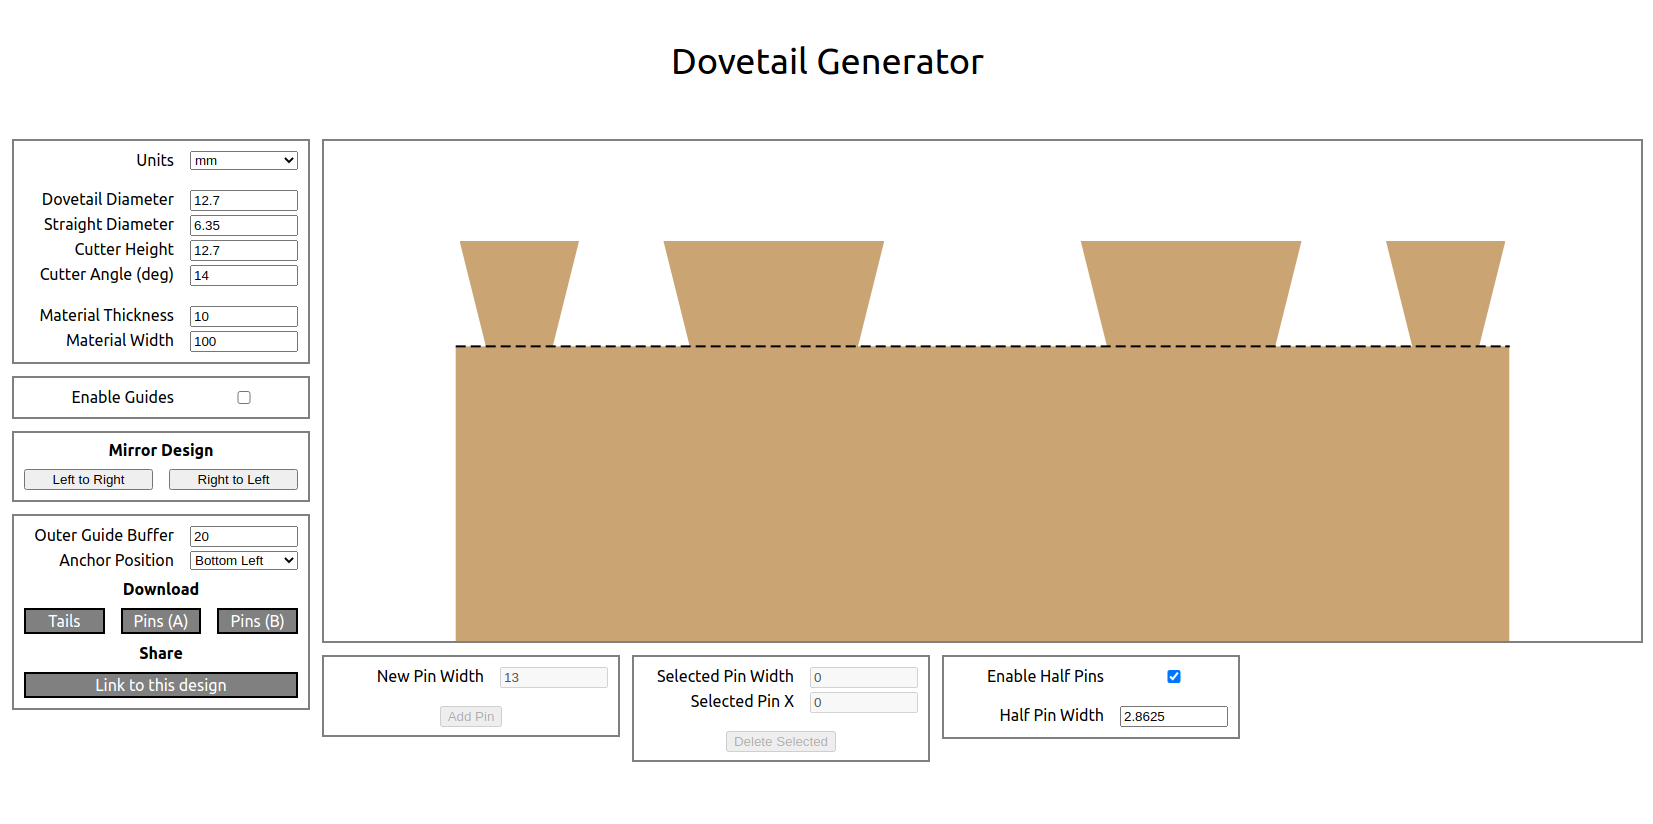 Dovetail Generator
Units mm
Dovetail Diameter 12.7
Straight Diameter 6.35
Cutter Height 12.7
Cutter Angle (deg) 14
Material Thickness 10
Material Width 100
Enable Guides
Mirror Design
Left to Right Right to Left
Outer Guide Buffer 20
Anchor Position Bottom Left
Download
Tails Pins (A) Pins (B)
Share
Link to this design
New Pin Width 13
Add Pin
Selected Pin Width 0
Selected Pin X 0
Delete Selected
Enable Half Pins
Half Pin Width 2.8625